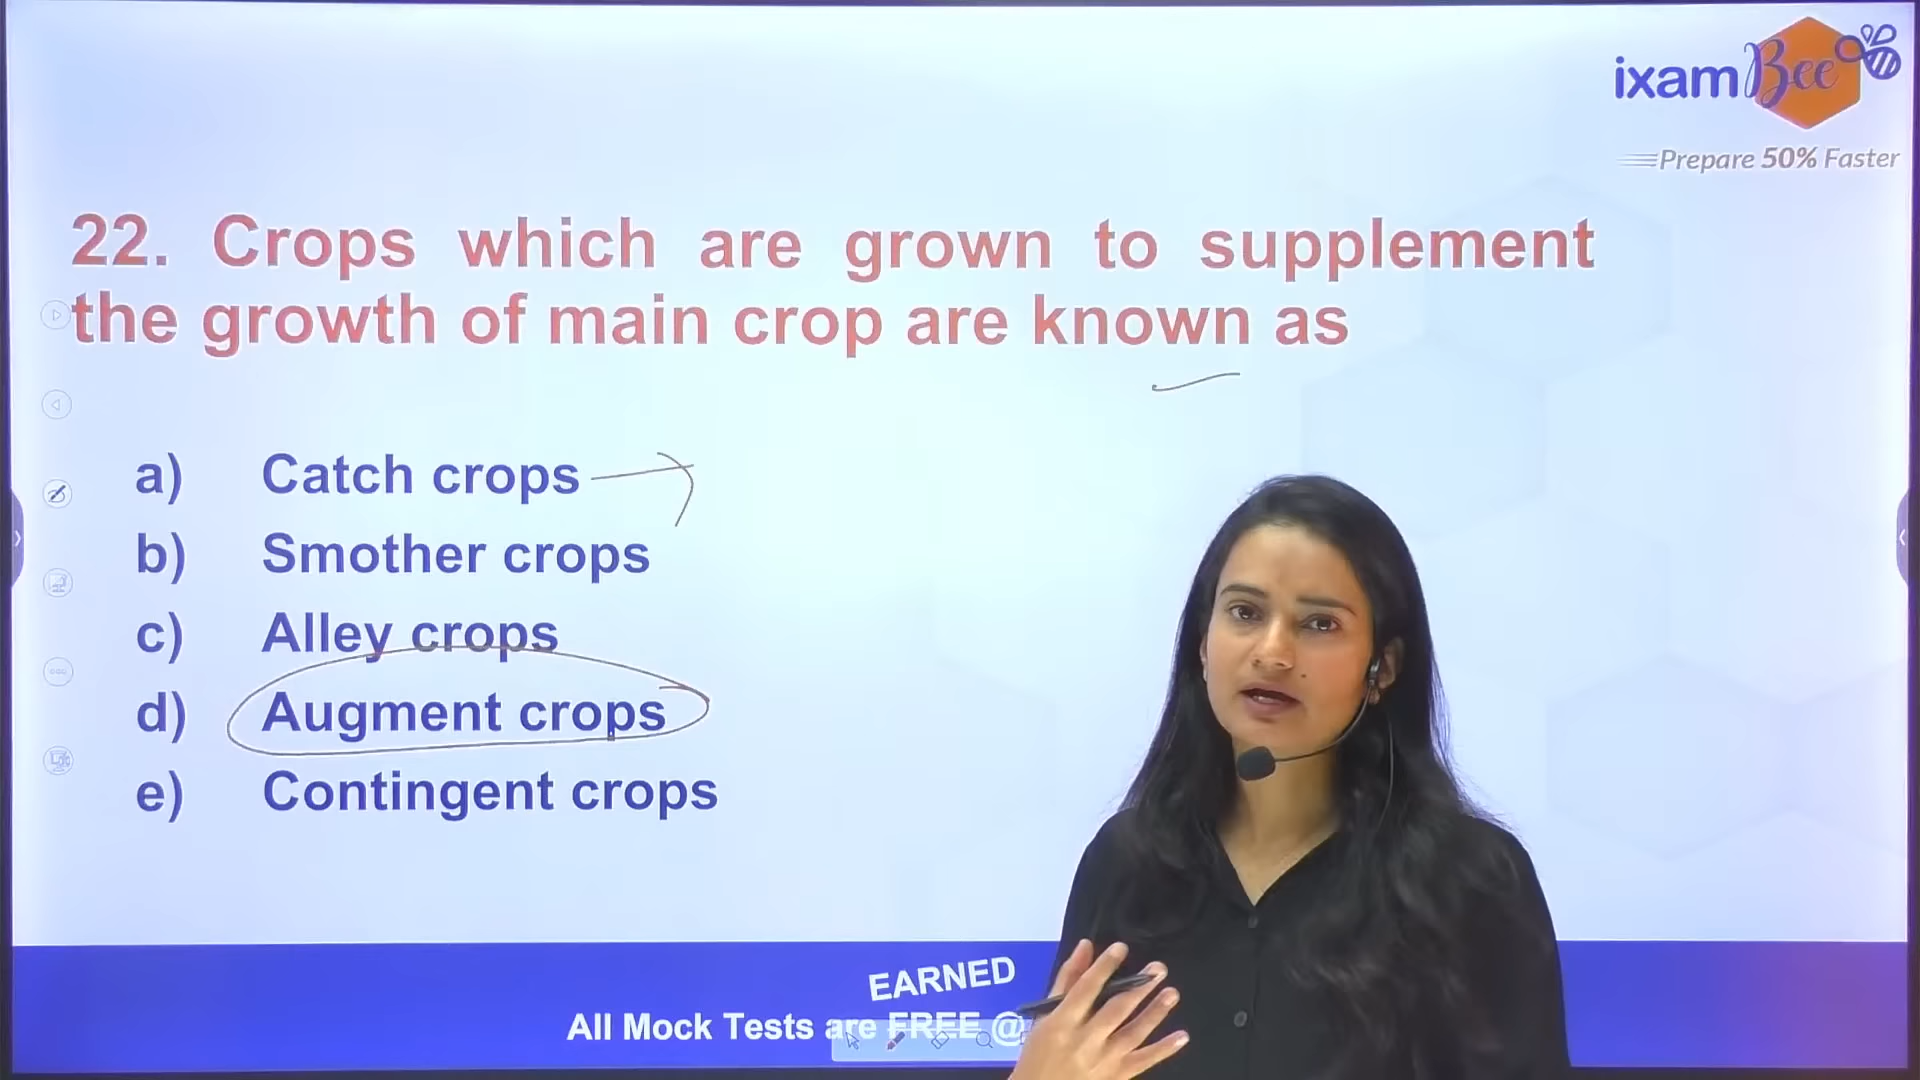 ixamBee
Prepare 50% Faster
22. Crops which are grown to supplement
the growth of main crop are known as
a) Catch crops
b) Smother crops
c) Alley crops
d) Augment crops
e) Contingent crops
EARNED
All Mock Tests are FREE @